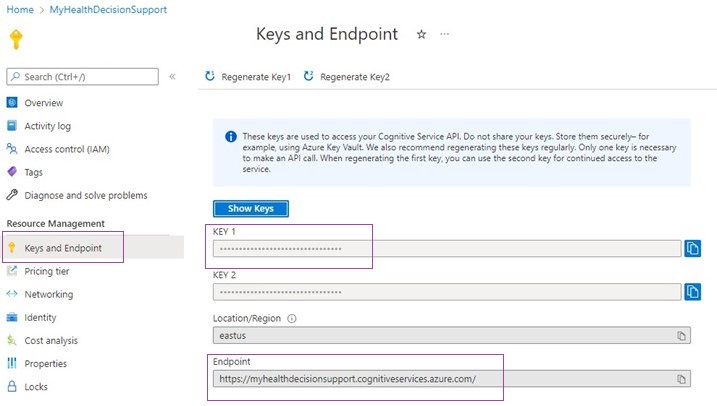 Home > MyHealthDecisionSupport
Keys and Endpoint ☆ ...
Search (Ctrl+/) «
Regenerate Key1 Regenerate Key2
Overview
Activity log
Access control (IAM)
Tags
Diagnose and solve problems
Resource Management
Keys and Endpoint
Pricing tier
Networking
Identity
Cost analysis
Properties
Locks
These keys are used to access your Cognitive Service API. Do not share your keys. Store them securely– for
example, using Azure Key Vault. We also recommend regenerating these keys regularly. Only one key is necessary
to make an API call. When regenerating the first key, you can use the second key for continued access to the
service.
Show Keys
KEY 1
••••••••••••••••••••••••••••••••
KEY 2
••••••••••••••••••••••••••••••••
Location/Region
eastus
Endpoint
https://myhealthdecisionsupport.cognitiveservices.azure.com/